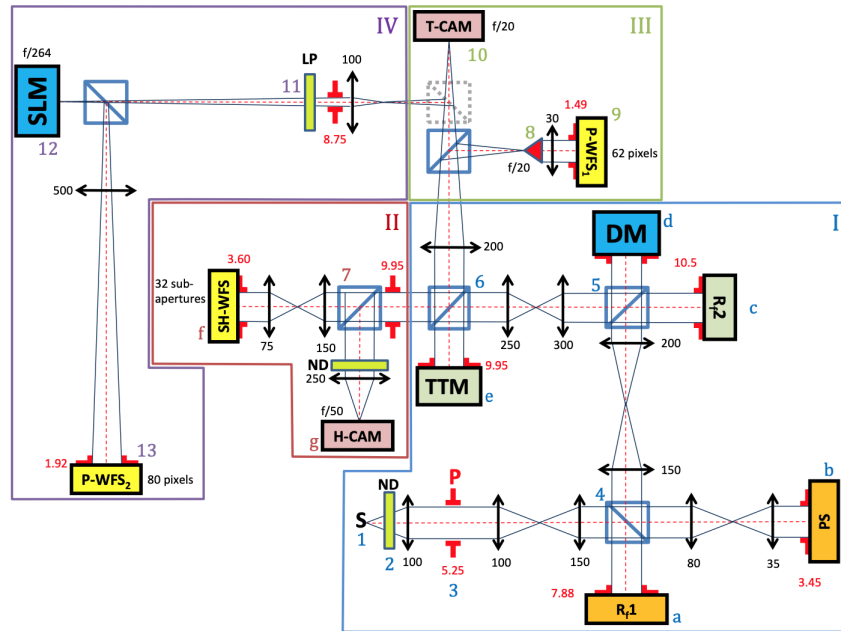 IV
III
f/264
SLM
12
LP
11
100
8.75
T-CAM
f/20
10
1.49
9
8
30
P-WFS₁
62 pixels
f/20
500
II
I
3.60
32 sub-
apertures
SH-WFS
f
75
150
7
9.95
ND
250
f/50
g
H-CAM
200
6
250
300
TTM
9.95
e
DM
d
10.5
5
Rf2
c
200
13
1.92
P-WFS₂
80 pixels
150
b
ND
P
S
1
2
100
5.25
3
100
150
4
80
35
PS
3.45
7.88
Rf1
a